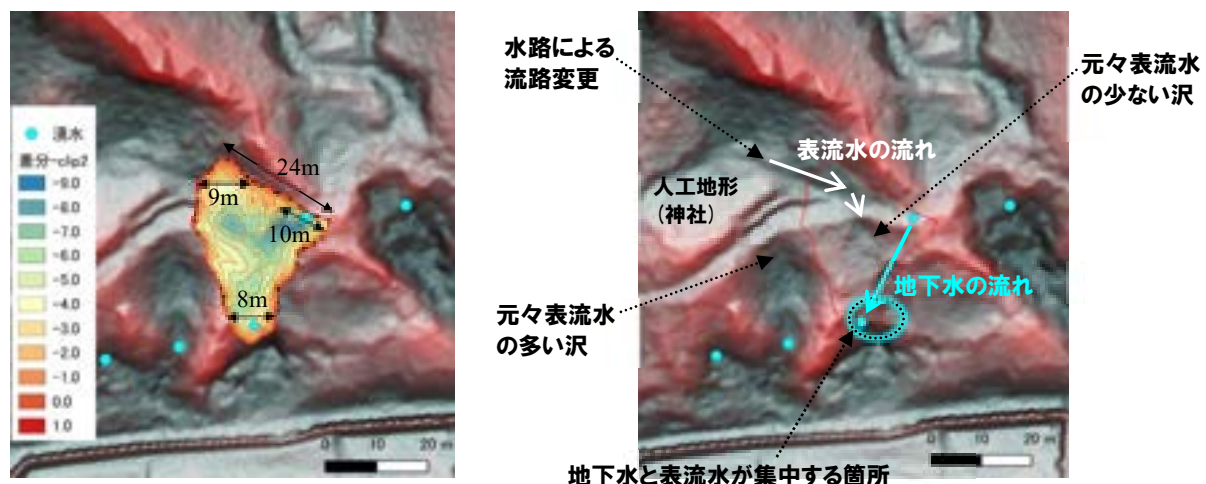 湧水
差分-clip2
-9.0
-8.0
-7.0
-6.0
-5.0
-4.0
-3.0
-2.0
-1.0
0.0
1.0
24m
9m
10m
8m
0 10 20 m
水路による
流路変更
元々表流水
の少ない沢
表流水の流れ
人工地形
(神社)
地下水の流れ
元々表流水
の多い沢
0 10 20 m
地下水と表流水が集中する箇所